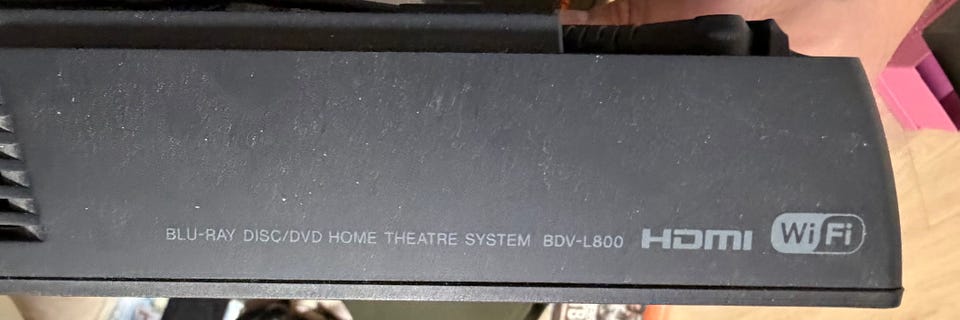 BLU-RAY DISC/DVD HOME THEATRE SYSTEM BDV-L800 HDMI WiFi